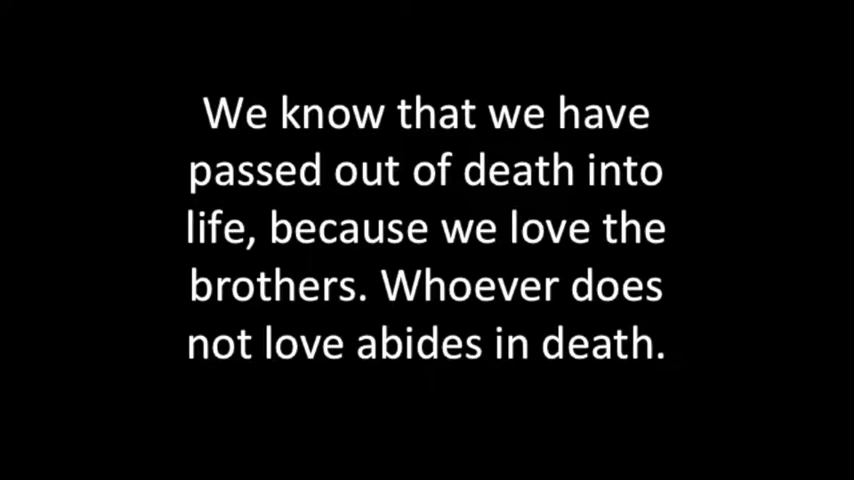 We know that we have
passed out of death into
life, because we love the
brothers. Whoever does
not love abides in death.